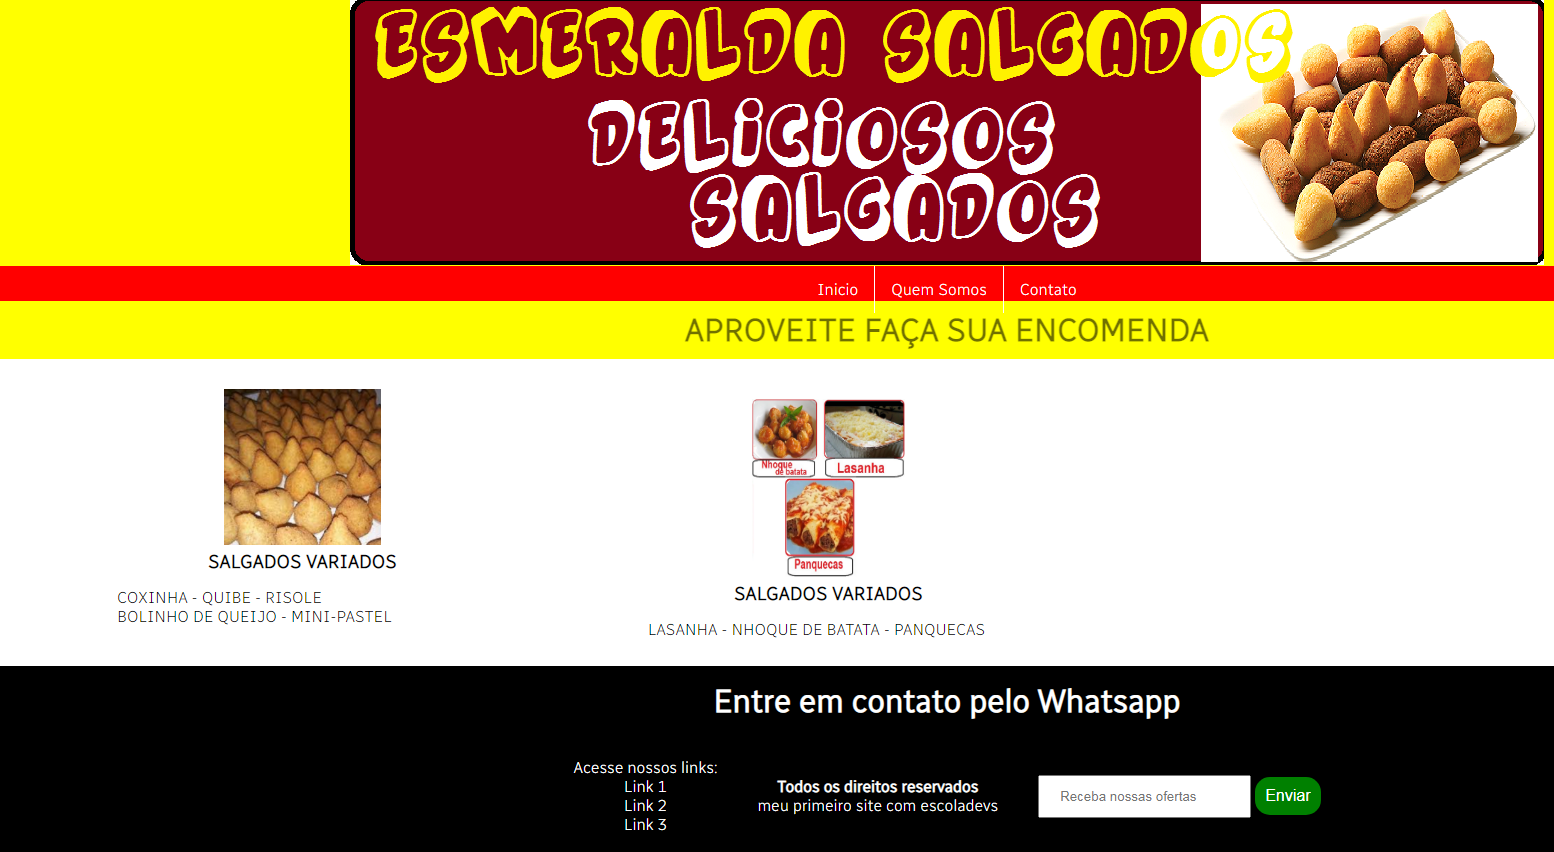 ESMERALDA SALGADOS
DELICIOSOS
SALGADOS
Inicio
Quem Somos
Contato
APROVEITE FAÇA SUA ENCOMENDA
Nhoque
de batata
Lasanha
Panquecas
SALGADOS VARIADOS
COXINHA - QUIBE - RISOLE
BOLINHO DE QUEIJO - MINI-PASTEL
SALGADOS VARIADOS
LASANHA - NHOQUE DE BATATA - PANQUECAS
Entre em contato pelo Whatsapp
Acesse nossos links:
Link 1
Link 2
Link 3
Todos os direitos reservados
meu primeiro site com escoladevs
Receba nossas ofertas
Enviar